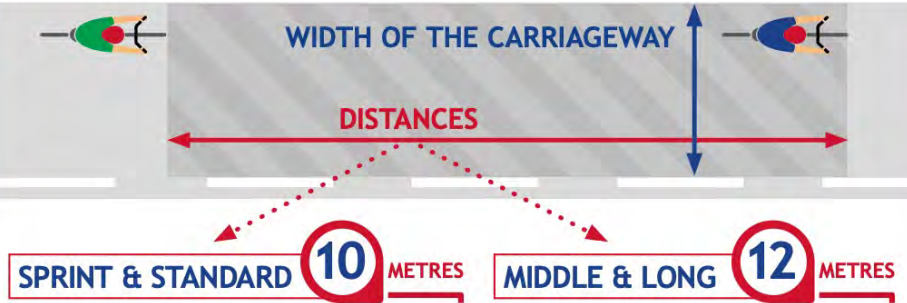 WIDTH OF THE CARRIAGEWAY
DISTANCES
SPRINT & STANDARD 10 METRES
MIDDLE & LONG 12 METRES